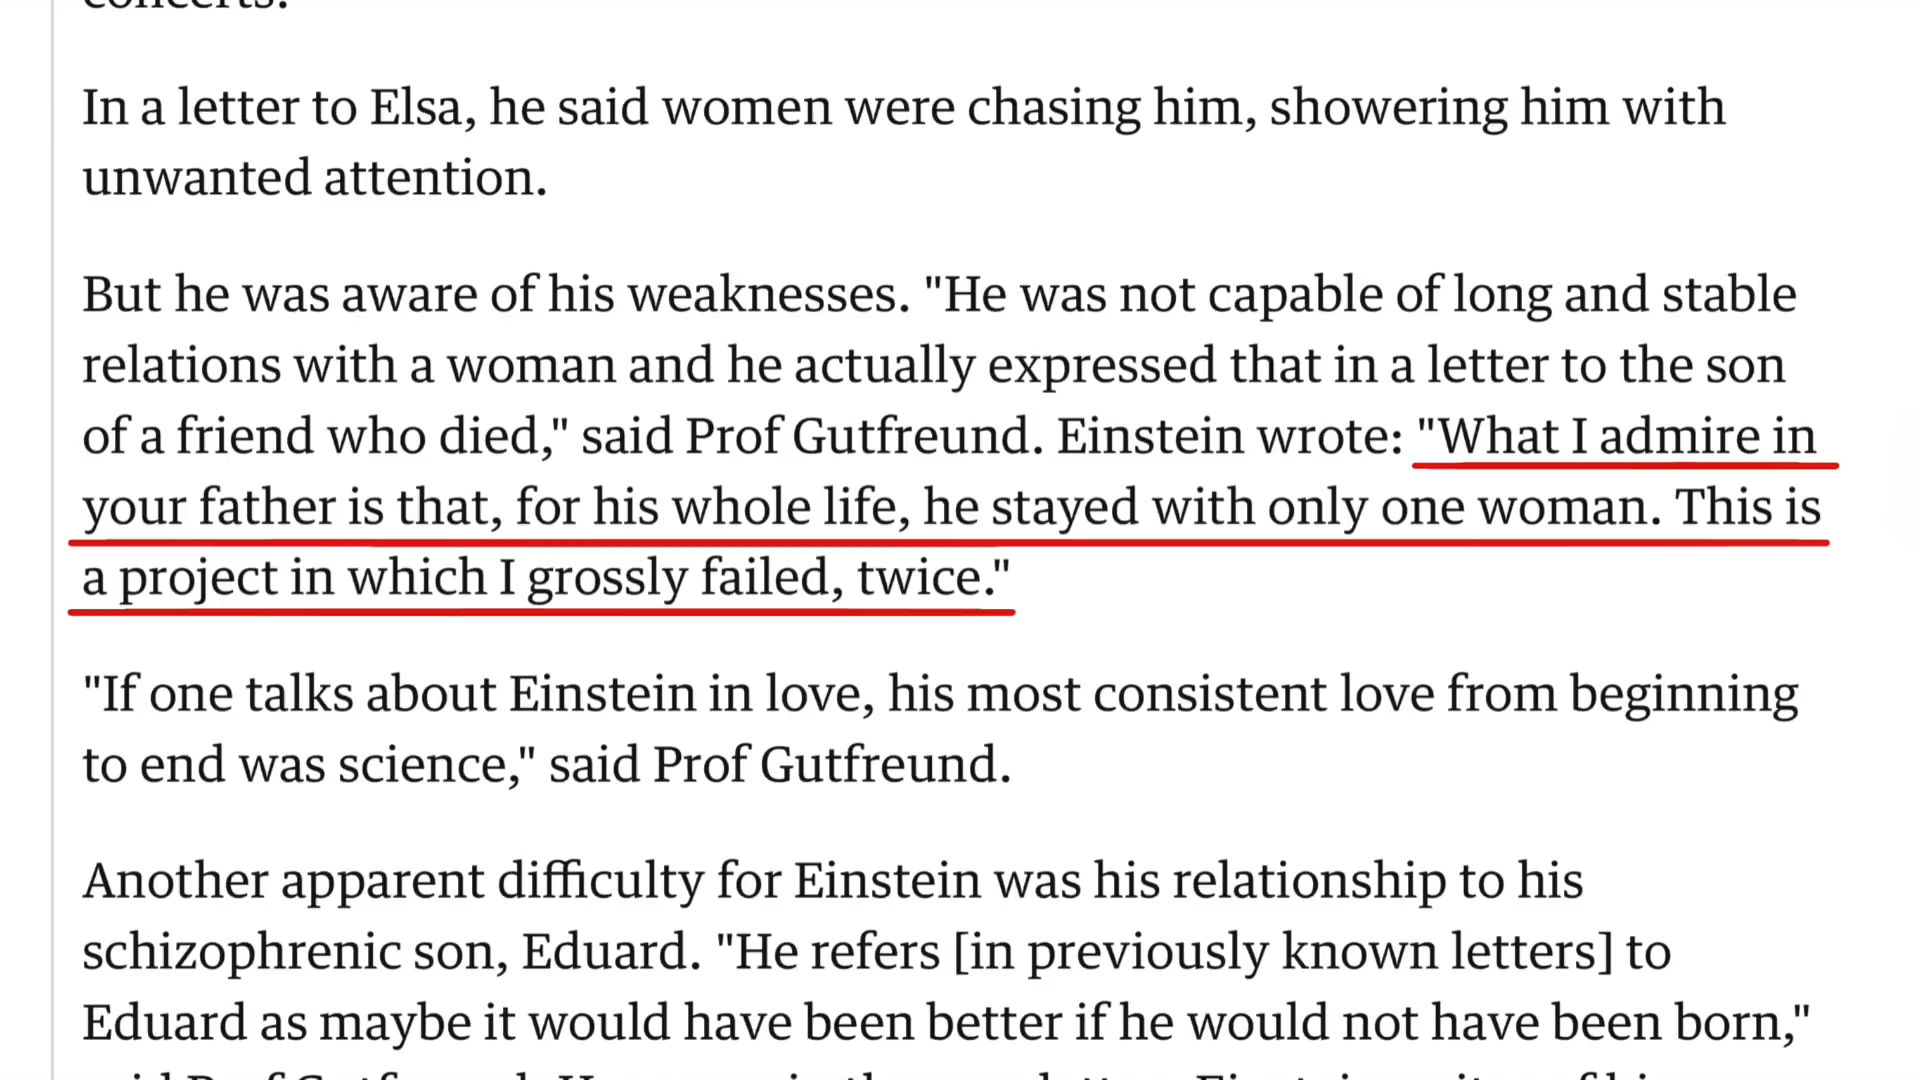 concerts.
In a letter to Elsa, he said women were chasing him, showering him with
unwanted attention.
But he was aware of his weaknesses. "He was not capable of long and stable
relations with a woman and he actually expressed that in a letter to the son
of a friend who died," said Prof Gutfreund. Einstein wrote: "What I admire in
your father is that, for his whole life, he stayed with only one woman. This is
a project in which I grossly failed, twice."
"If one talks about Einstein in love, his most consistent love from beginning
to end was science," said Prof Gutfreund.
Another apparent difficulty for Einstein was his relationship to his
schizophrenic son, Eduard. "He refers [in previously known letters] to
Eduard as maybe it would have been better if he would not have been born,"